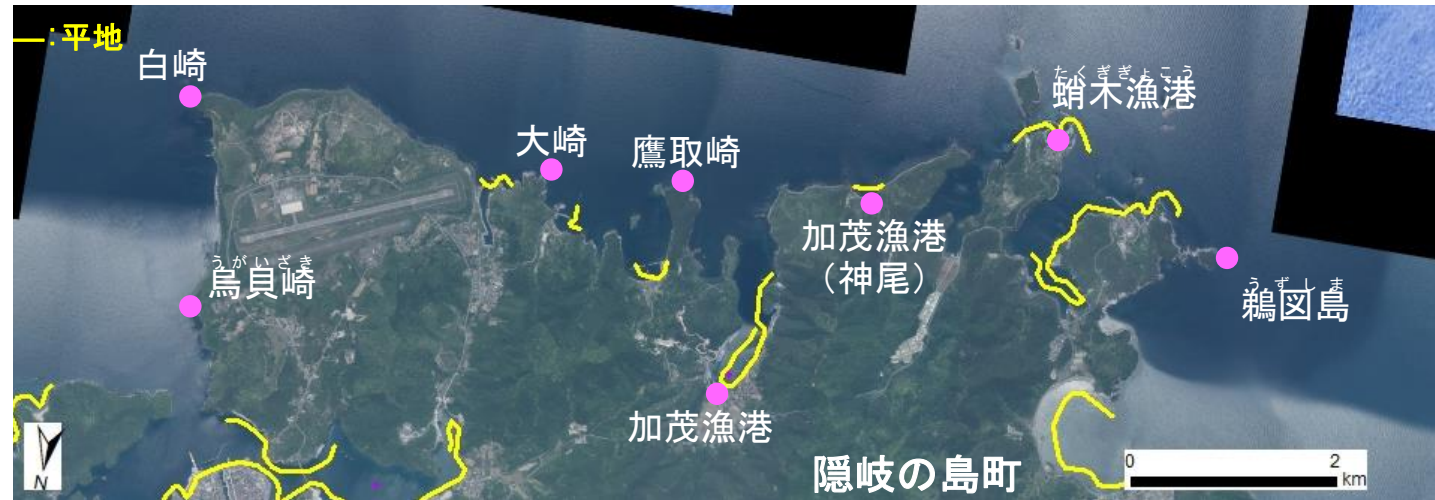 ―:平地
白崎
大崎
鷹取崎
たくぎぎょこう
蛸木漁港
加茂漁港
（神尾）
うがいざき
烏貝崎
うずしま
鵜図島
加茂漁港
隠岐の島町
0 2
km
N